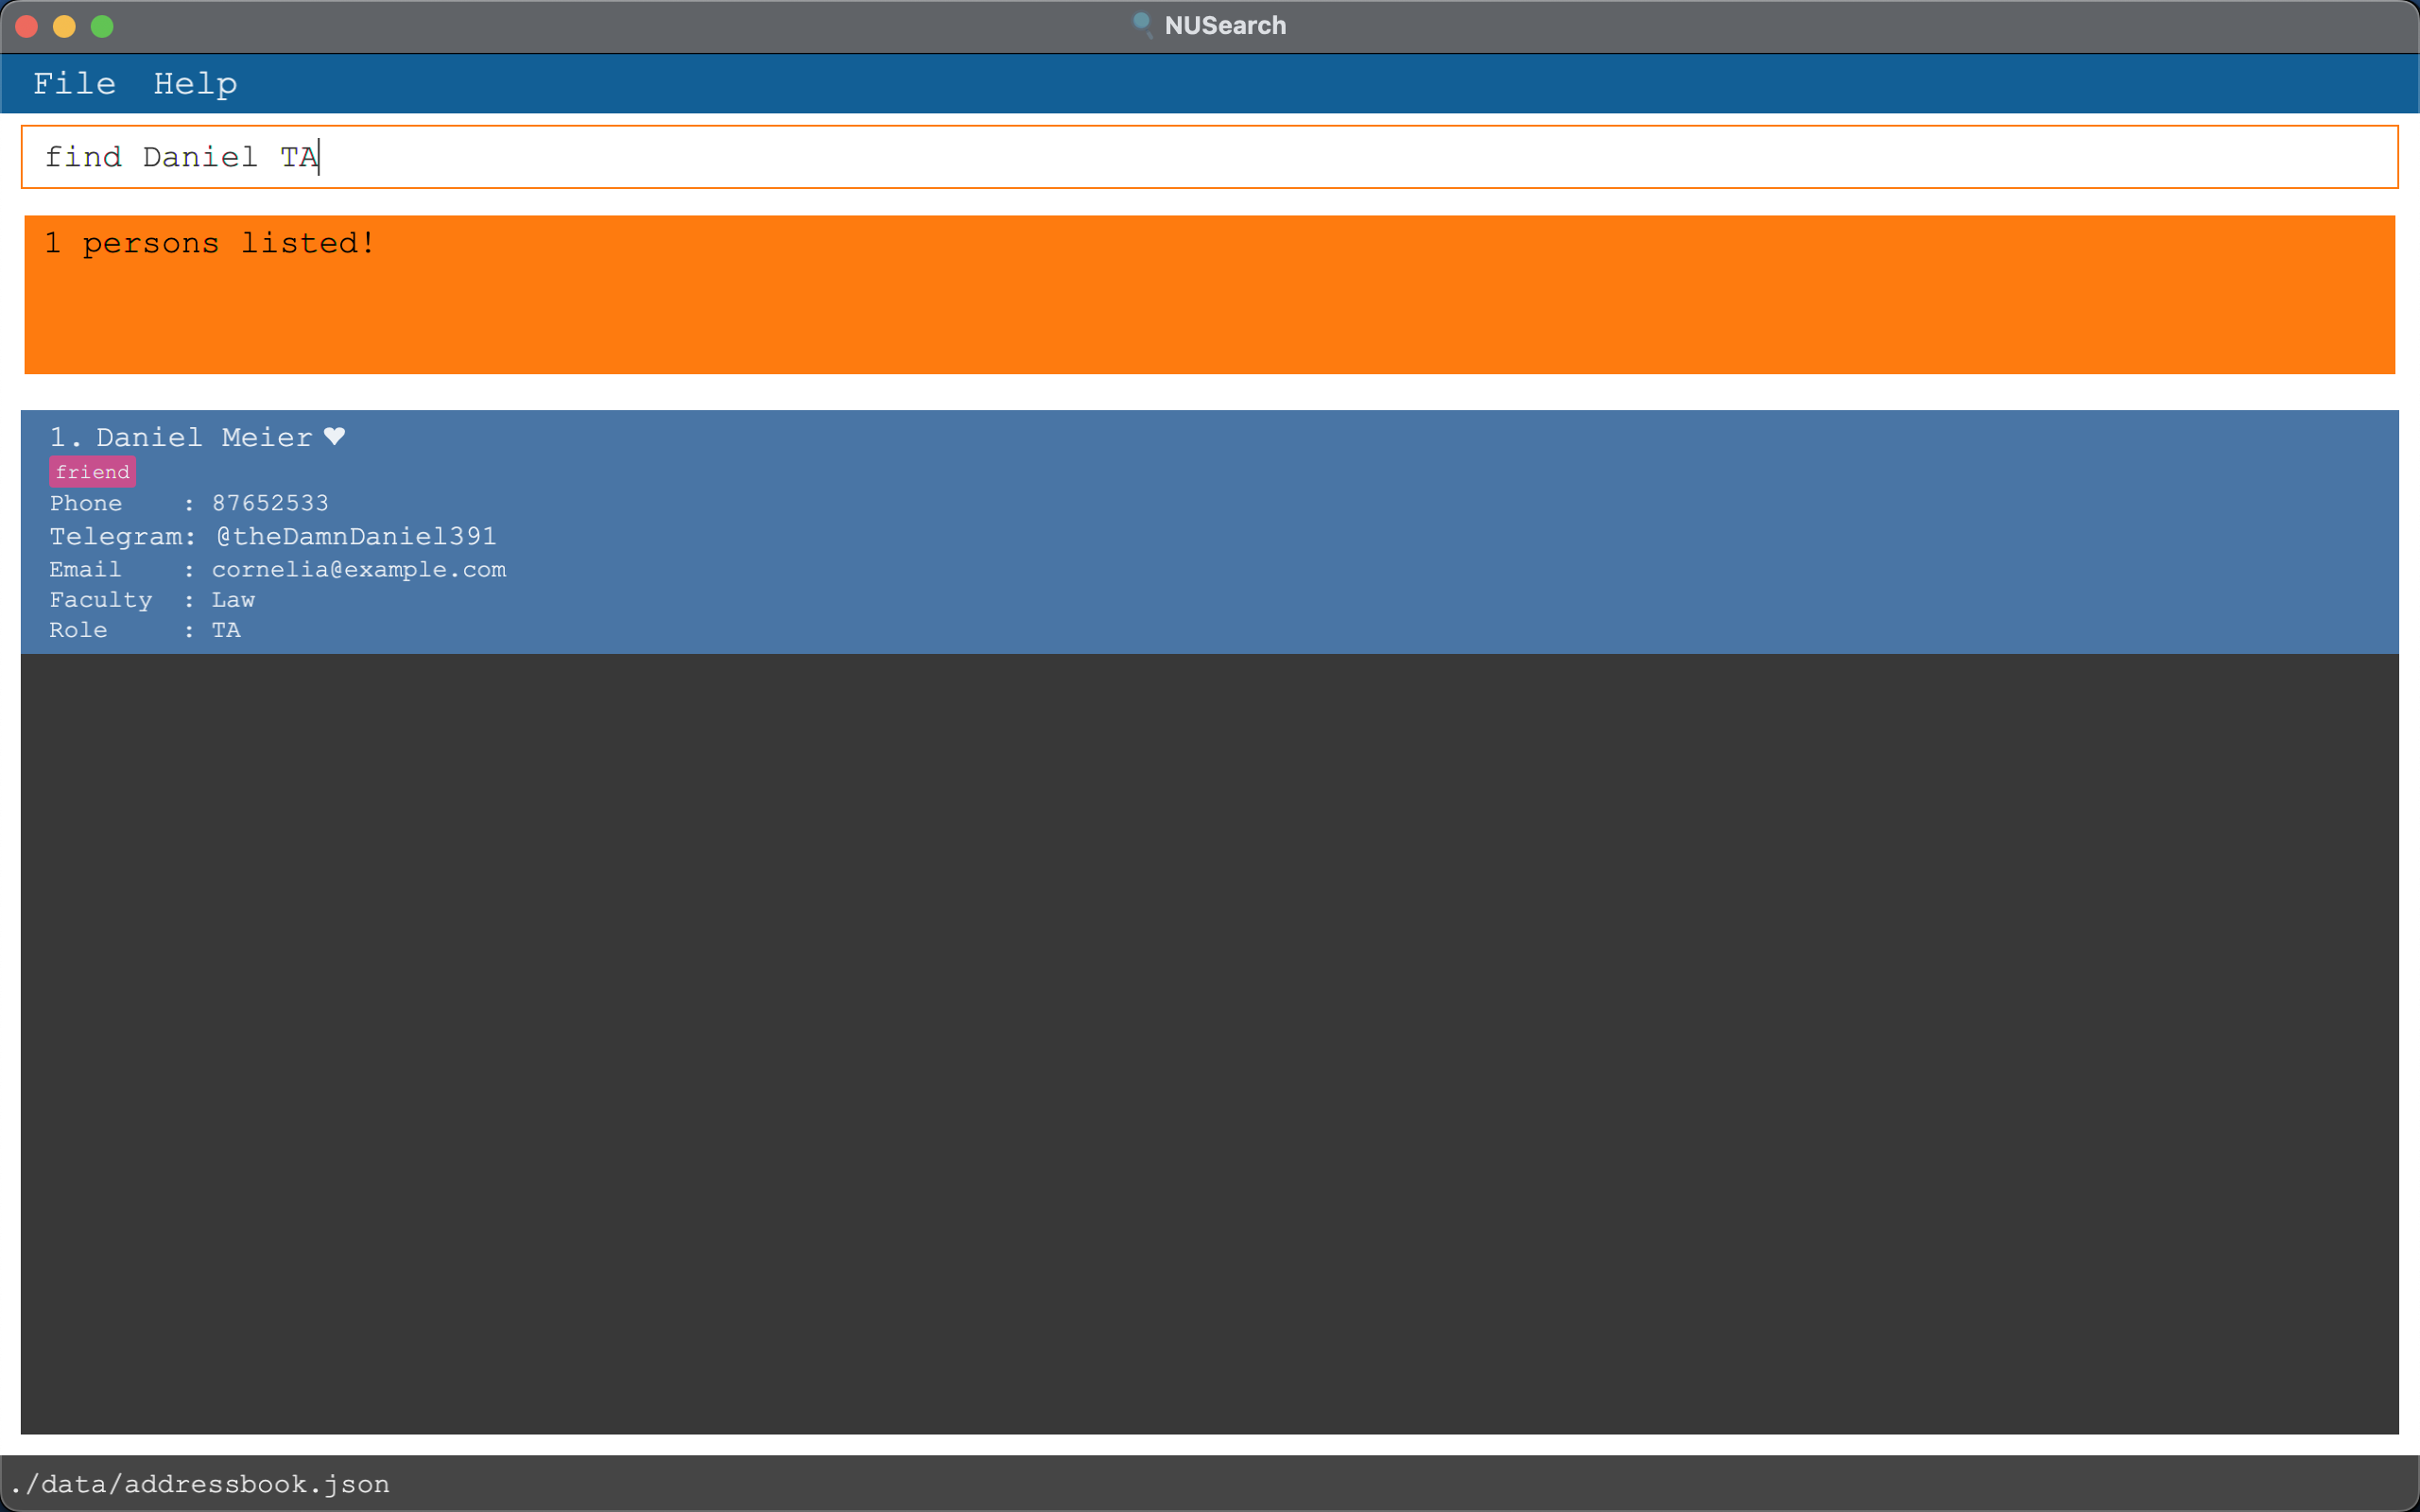 NUSearch
File Help
find Daniel TA
1 persons listed!
1. Daniel Meier ♥
friend
Phone : 87652533
Telegram: @theDamnDaniel391
Email : cornelia@example.com
Faculty : Law
Role : TA
./data/addressbook.json